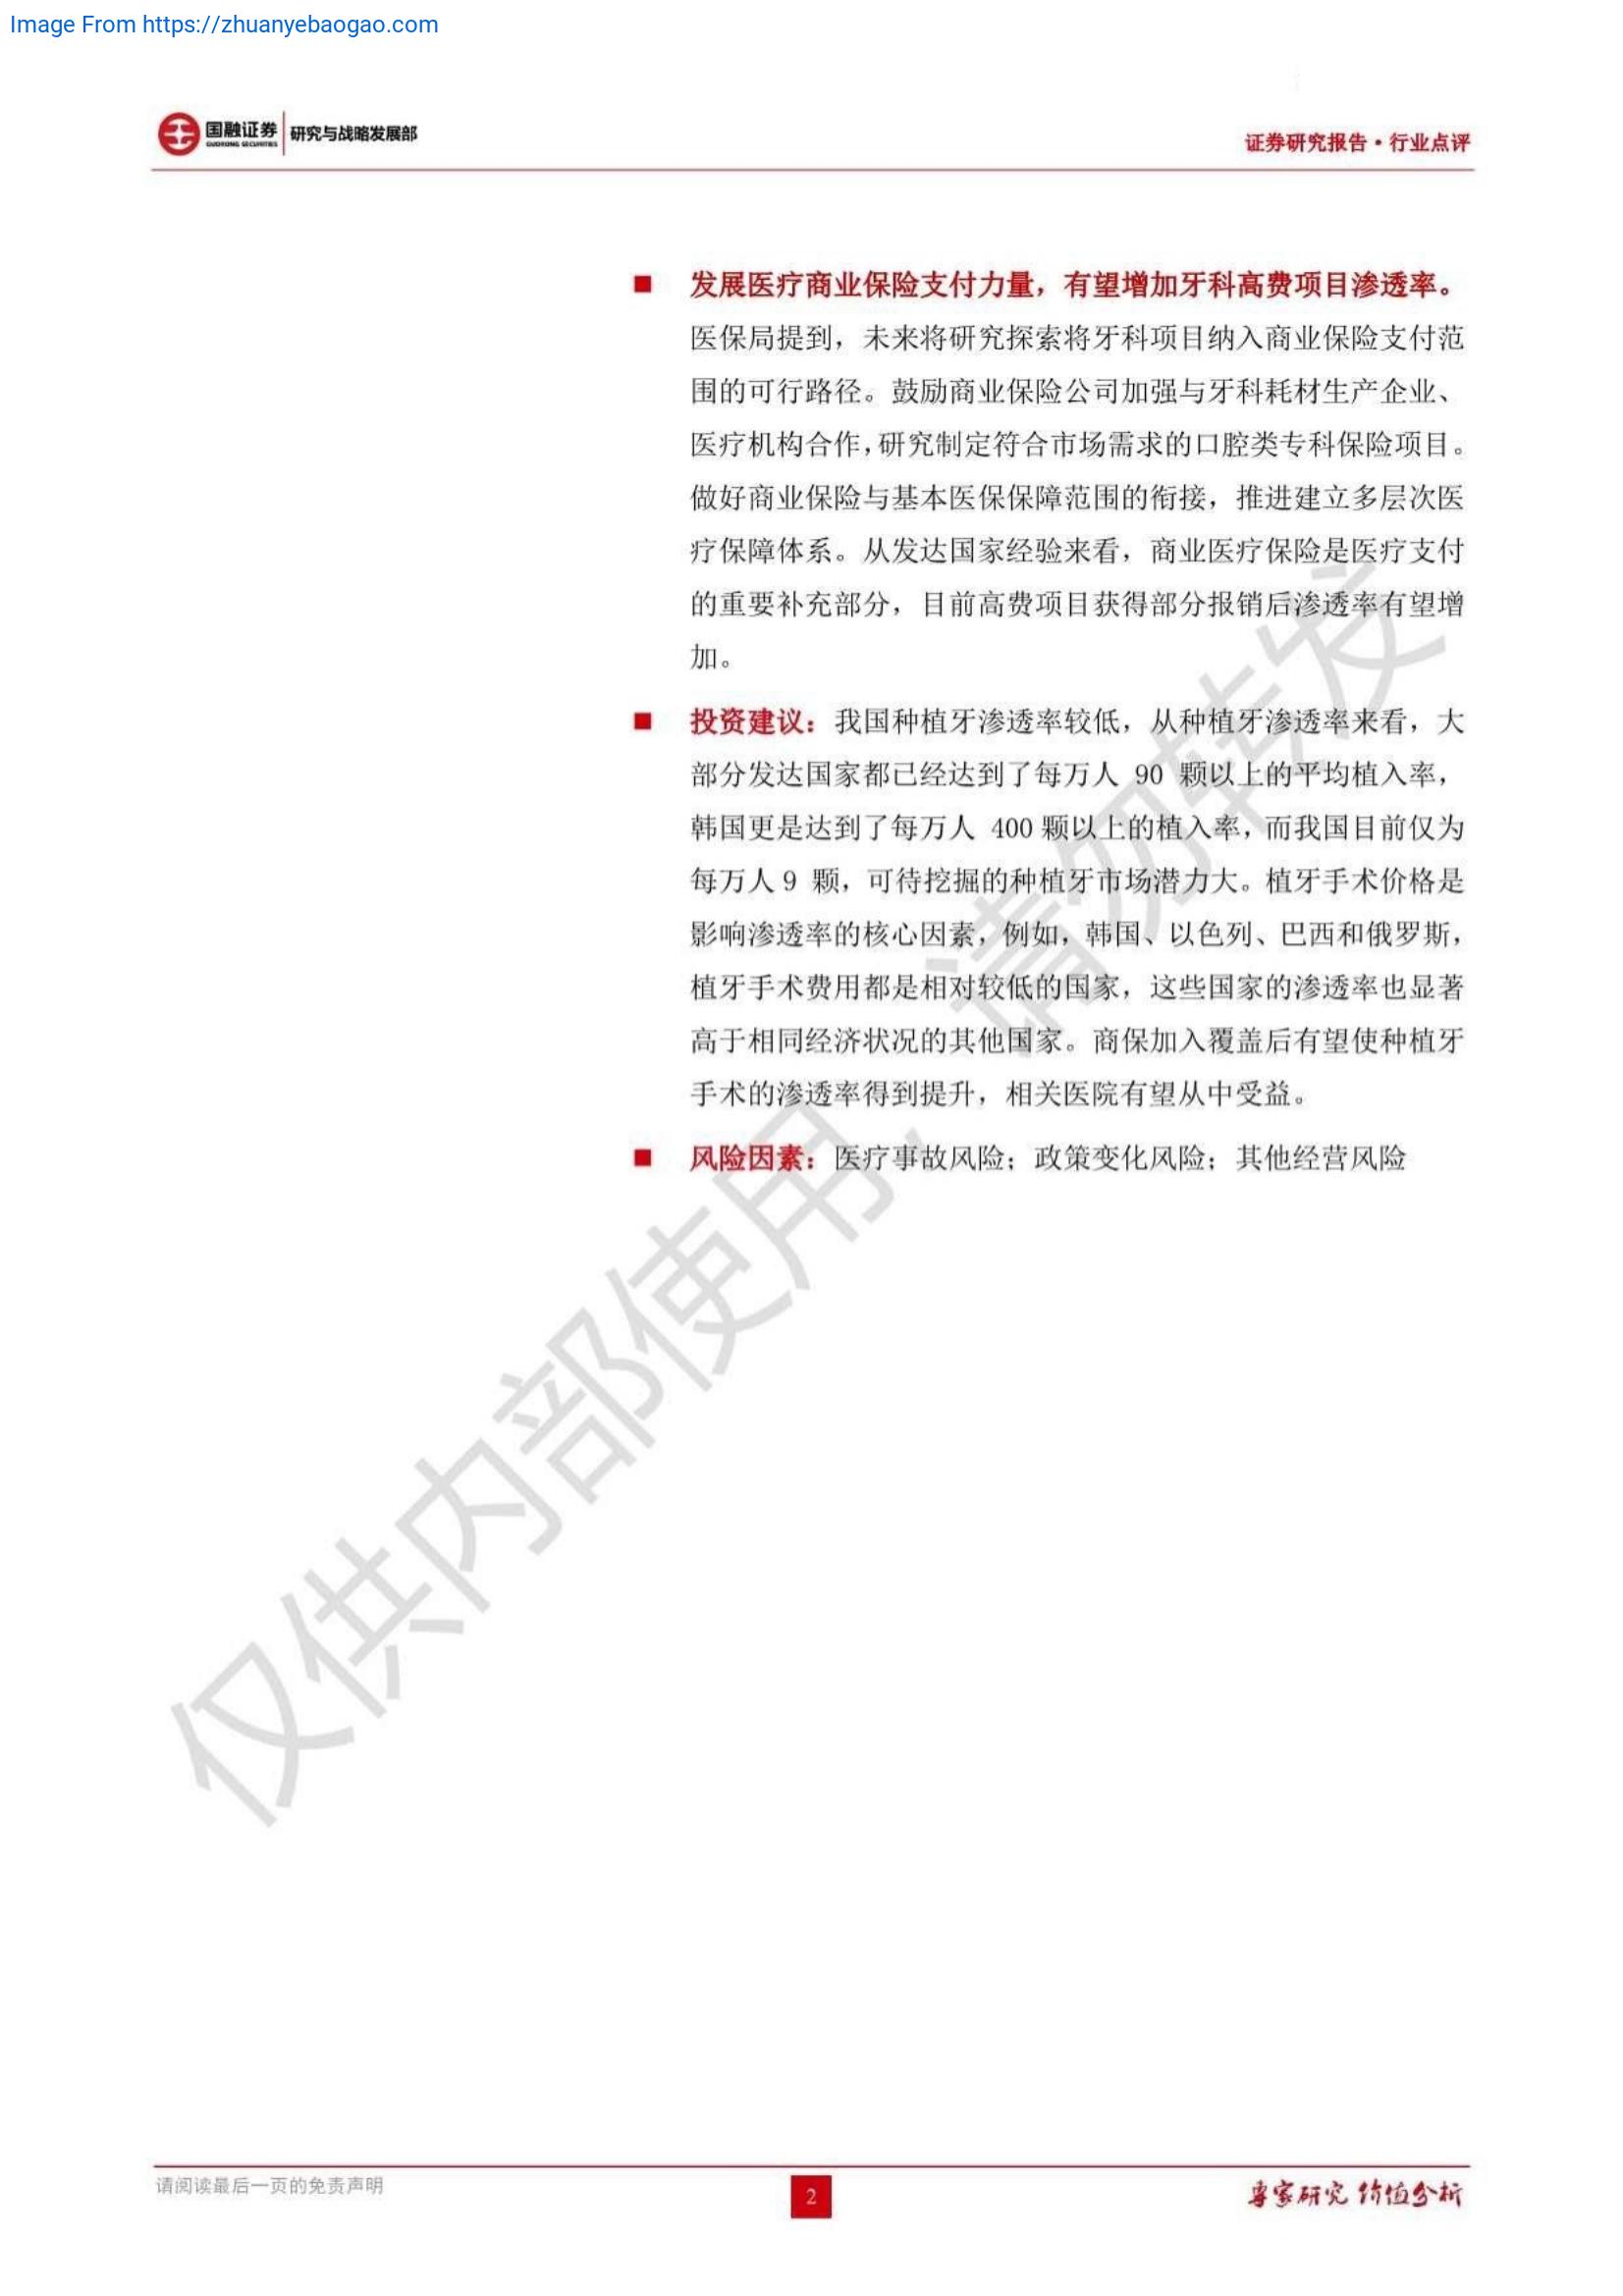 Image From https://zhuanyebaogao.com
国融证券 研究与战略发展部
GUORONG SECURITIES
证券研究报告·行业点评
■ 发展医疗商业保险支付力量，有望增加牙科高费项目渗透率。
医保局提到，未来将研究探索将牙科项目纳入商业保险支付范
围的可行路径。鼓励商业保险公司加强与牙科耗材生产企业、
医疗机构合作，研究制定符合市场需求的口腔类专科保险项目。
做好商业保险与基本医保保障范围的衔接，推进建立多层次医
疗保障体系。从发达国家经验来看，商业医疗保险是医疗支付
的重要补充部分，目前高费项目获得部分报销后渗透率有望增
加。
■ 投资建议：我国种植牙渗透率较低，从种植牙渗透率来看，大
部分发达国家都已经达到了每万人 90 颗以上的平均植入率，
韩国更是达到了每万人 400 颗以上的植入率，而我国目前仅为
每万人 9 颗，可待挖掘的种植牙市场潜力大。植牙手术价格是
影响渗透率的核心因素，例如，韩国、以色列、巴西和俄罗斯，
植牙手术费用都是相对较低的国家，这些国家的渗透率也显著
高于相同经济状况的其他国家。商保加入覆盖后有望使种植牙
手术的渗透率得到提升，相关医院有望从中受益。
■ 风险因素：医疗事故风险；政策变化风险；其他经营风险
仅供内部使用，请勿转发
请阅读最后一页的免责声明
2
专家研究 价值分析